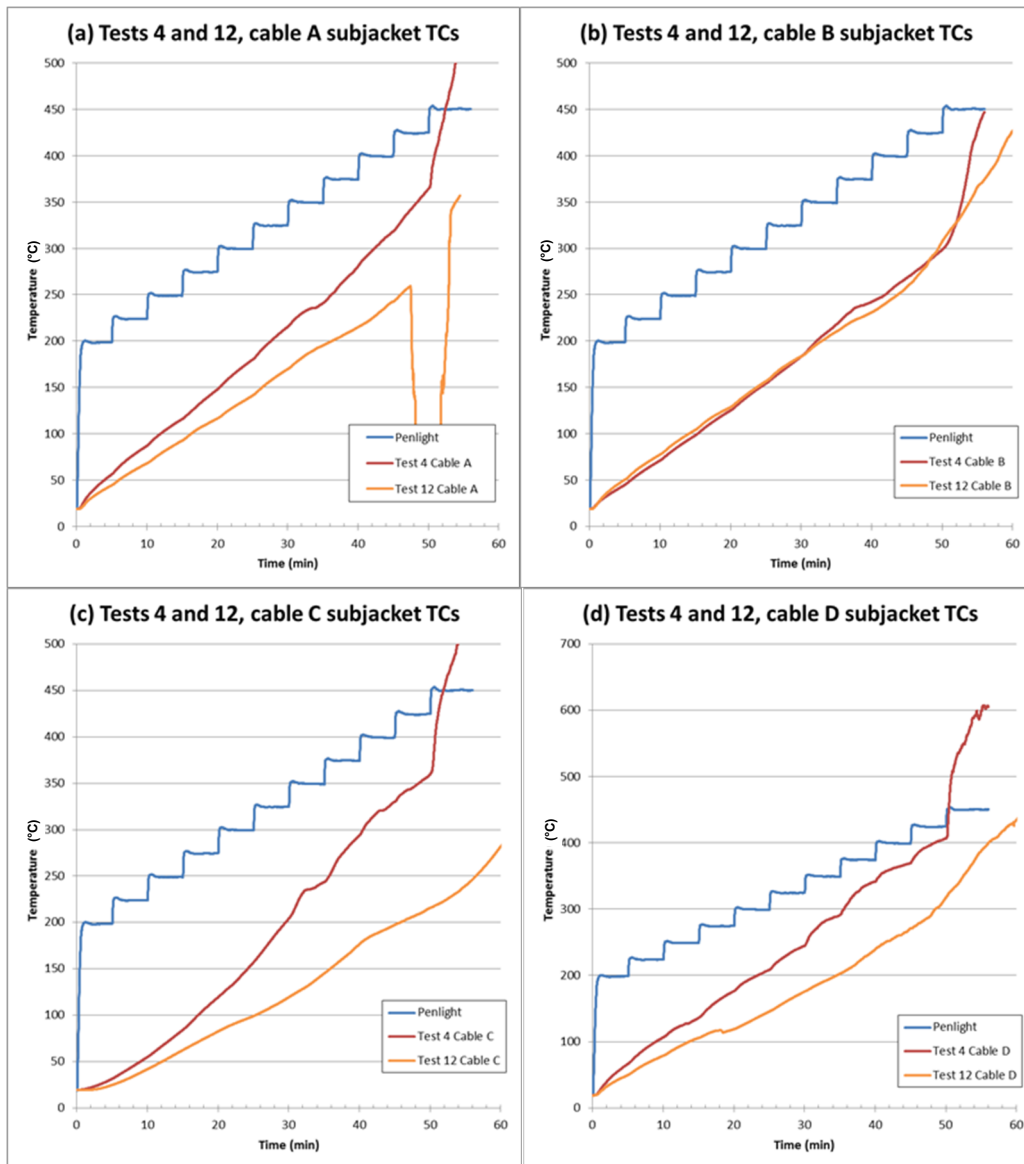 (a) Tests 4 and 12, cable A subjacket TCs
500
450
400
350
300
250
200
150
100
50
0
Temperature (°C)
Penlight
Test 4 Cable A
Test 12 Cable A
0 10 20 30 40 50 60
Time (min)
(b) Tests 4 and 12, cable B subjacket TCs
500
450
400
350
300
250
200
150
100
50
0
Temperature (°C)
Penlight
Test 4 Cable B
Test 12 Cable B
0 10 20 30 40 50 60
Time (min)
(c) Tests 4 and 12, cable C subjacket TCs
500
450
400
350
300
250
200
150
100
50
0
Temperature (°C)
Penlight
Test 4 Cable C
Test 12 Cable C
0 10 20 30 40 50 60
Time (min)
(d) Tests 4 and 12, cable D subjacket TCs
700
600
500
400
300
200
100
0
Temperature (°C)
Penlight
Test 4 Cable D
Test 12 Cable D
0 10 20 30 40 50 60
Time (min)